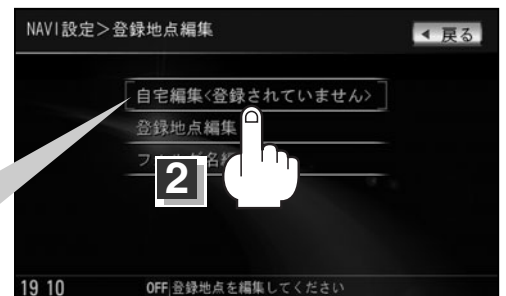 NAVI設定＞登録地点編集
◀ 戻る
自宅編集<登録されていません>
登録地点編集
2
19 10
OFF 登録地点を編集してください